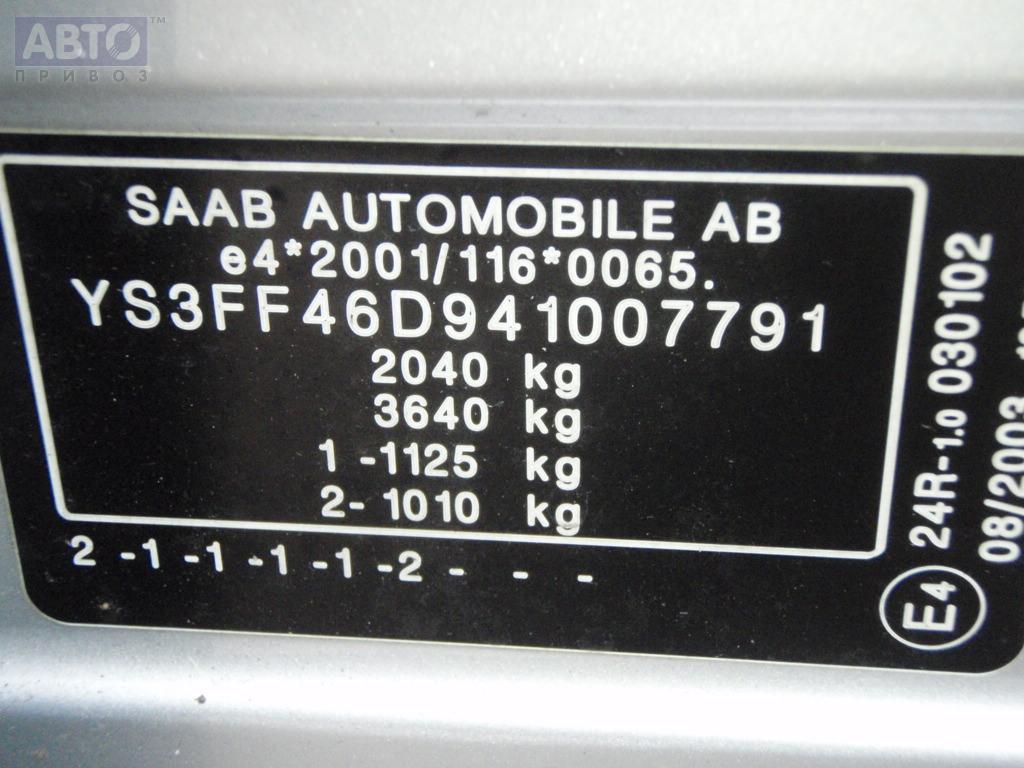 АВТО™
ПРИВОЗ
SAAB AUTOMOBILE AB
e4*2001/116*0065.
YS3FF46D941007791
2040 kg
3640 kg
1 -1125 kg
2- 1010 kg
2 -1 -1 -1 -1 -2 - - -
E4 24R-1.0 030102
08/2003